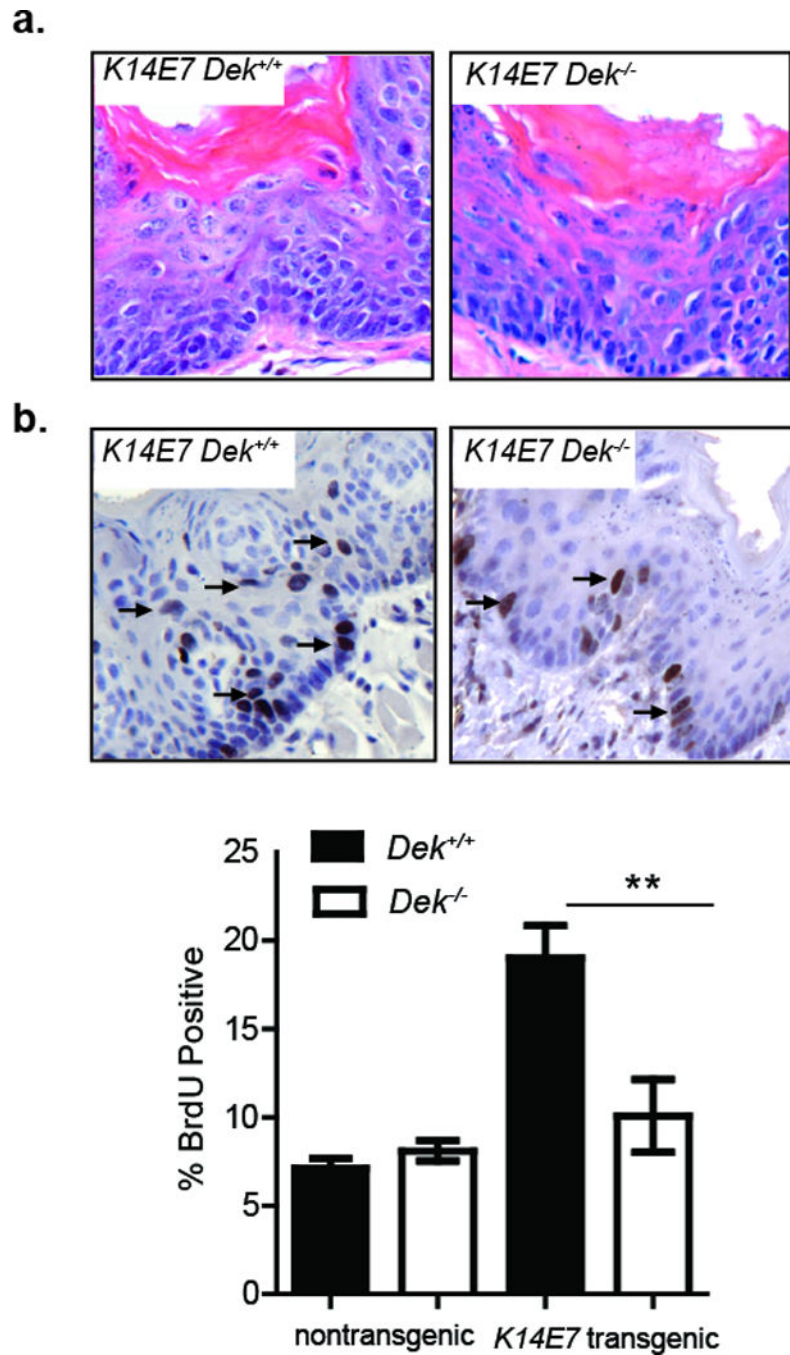 a.
K14E7 Dek+/+
K14E7 Dek-/-
b.
K14E7 Dek+/+
K14E7 Dek-/-
Dek+/+
Dek-/-
**
% BrdU Positive
25
20
15
10
5
0
nontransgenic
K14E7 transgenic